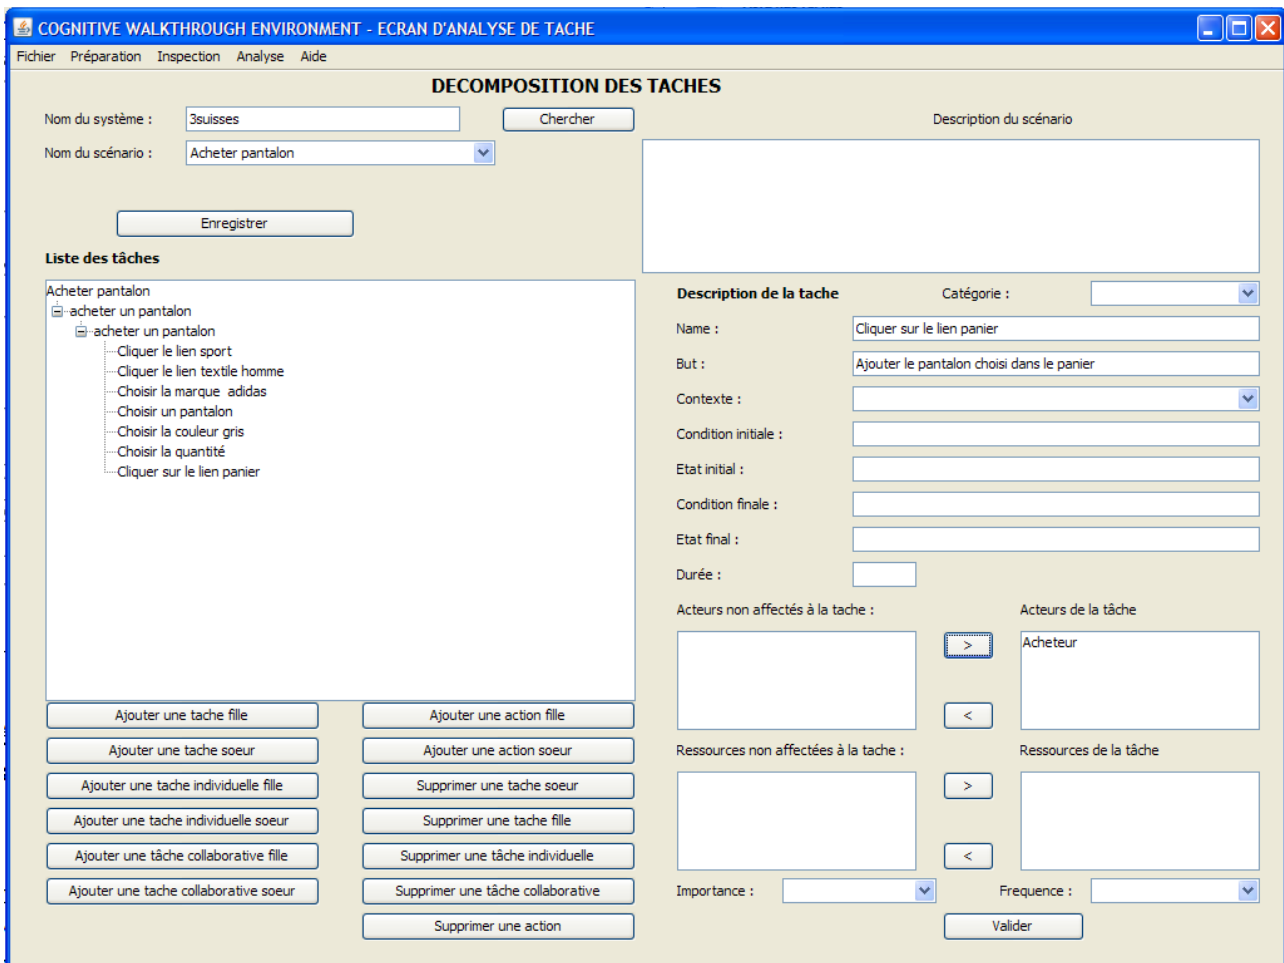 COGNITIVE WALKTHROUGH ENVIRONMENT - ECRAN D'ANALYSE DE TACHE
Fichier Préparation Inspection Analyse Aide
DECOMPOSITION DES TACHES
Nom du système : 3suisses Chercher
Nom du scénario : Acheter pantalon
Enregistrer
Description du scénario
Liste des tâches
Acheter pantalon
acheter un pantalon
acheter un pantalon
Cliquer le lien sport
Cliquer le lien textile homme
Choisir la marque adidas
Choisir un pantalon
Choisir la couleur gris
Choisir la quantité
Cliquer sur le lien panier
Ajouter une tache fille Ajouter une action fille
Ajouter une tache soeur Ajouter une action soeur
Ajouter une tache individuelle fille Supprimer une tache soeur
Ajouter une tache individuelle soeur Supprimer une tache fille
Ajouter une tâche collaborative fille Supprimer une tâche individuelle
Ajouter une tache collaborative soeur Supprimer une tâche collaborative
Supprimer une action
Description de la tache Catégorie :
Name : Cliquer sur le lien panier
But : Ajouter le pantalon choisi dans le panier
Contexte :
Condition initiale :
Etat initial :
Condition finale :
Etat final :
Durée :
Acteurs non affectés à la tache : Acteurs de la tâche
> Acheteur
<
Ressources non affectées à la tache : Ressources de la tâche
>
<
Importance : Frequence :
Valider